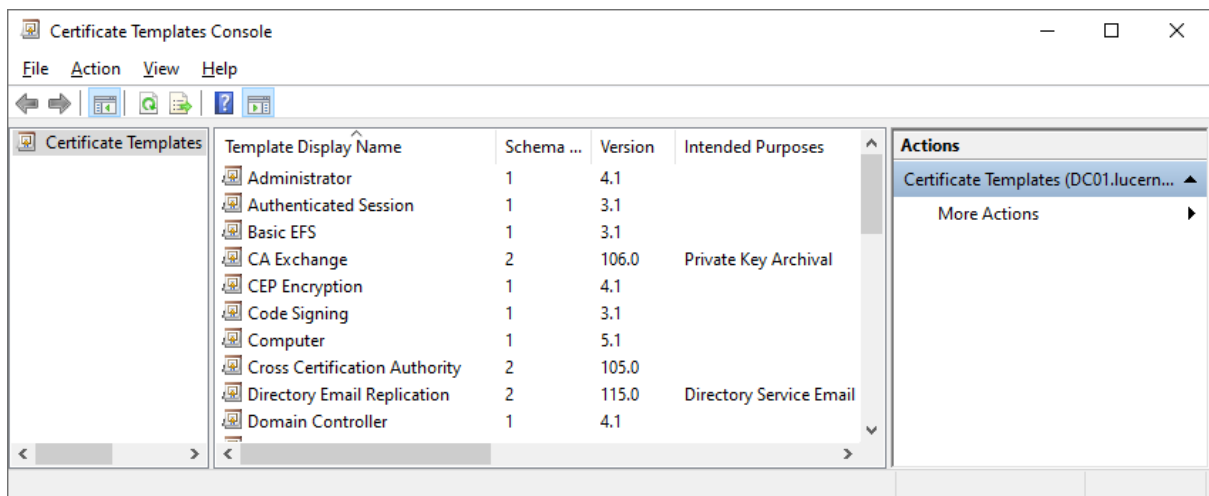 Certificate Templates Console
File Action View Help
Certificate Templates
Template Display Name Schema ... Version Intended Purposes
Administrator 1 4.1
Authenticated Session 1 3.1
Basic EFS 1 3.1
CA Exchange 2 106.0 Private Key Archival
CEP Encryption 1 4.1
Code Signing 1 3.1
Computer 1 5.1
Cross Certification Authority 2 105.0
Directory Email Replication 2 115.0 Directory Service Email
Domain Controller 1 4.1
Actions
Certificate Templates (DC01.lucern...
More Actions